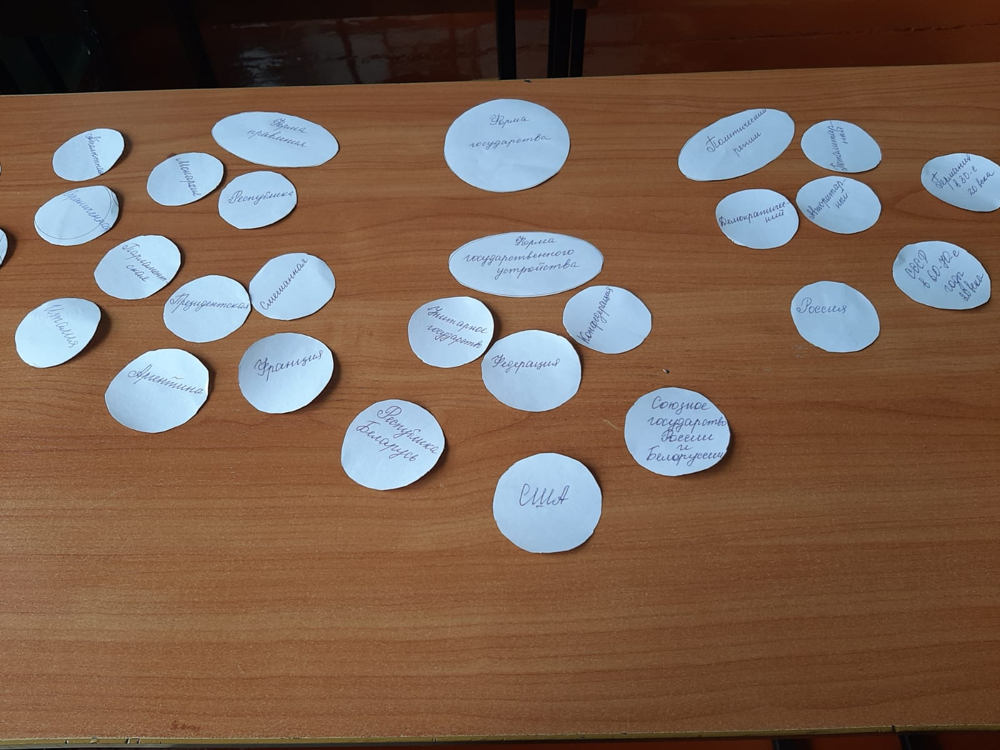 Форма
государства
Форма
правления
Абсолютная
Монархия
Ограниченная
Республика
Парламент-
ская
Президентская
Смешанная
Италия
Аргентина
Франция
Форма
государственного
устройства
Унитарное
государств
Федерация
Конфедерация
Республика
Беларусь
США
Союзное
государство
России
и
Белоруссии
Политический
режим
Тоталитар-
ный
Демократичес-
кий
Авторитар-
ный
Германия
в 30-е
20 века
СССР
в 60-70-е
годы
20 века
Россия